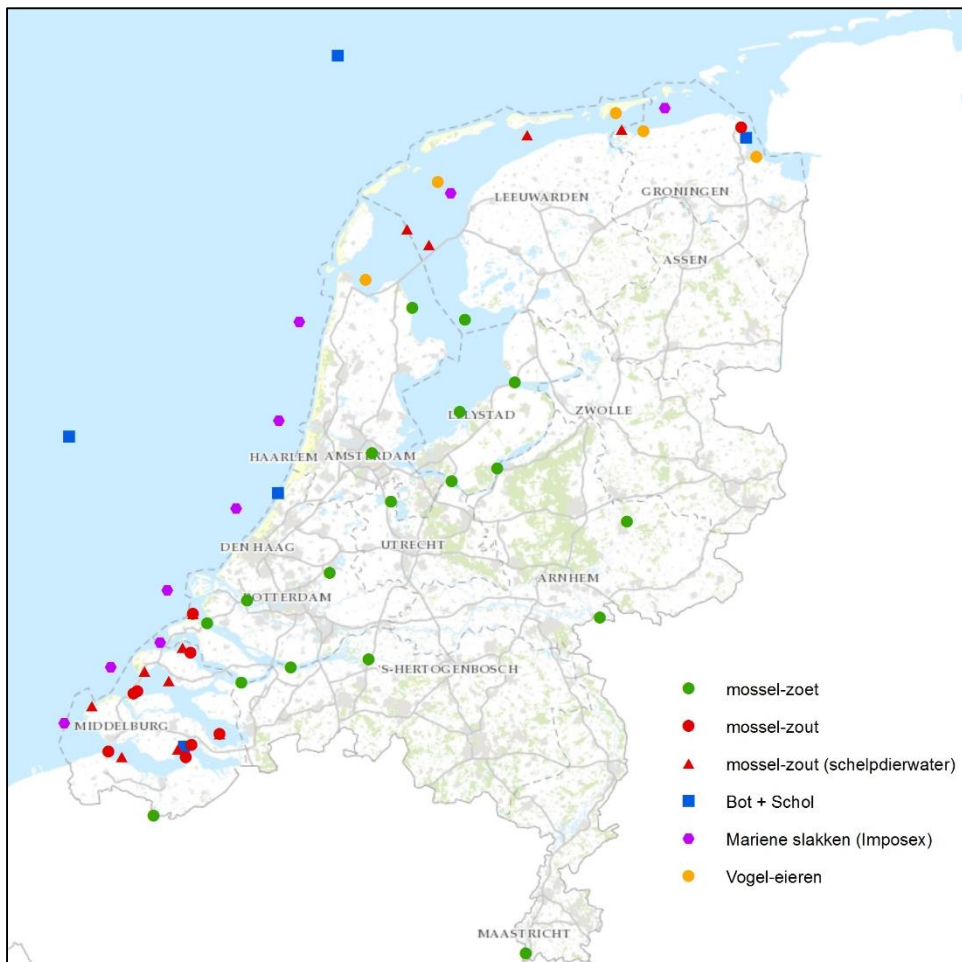 LEEUWARDEN
GRONINGEN
ASSEN
LELYSTAD
ZWOLLE
HAARLEM
AMSTERDAM
DEN HAAG
UTRECHT
ARNHEM
ROTTERDAM
'S-HERTOGENBOSCH
MIDDELBURG
MAASTRICHT
mossel-zoet
mossel-zout
mossel-zout (schelpdierwater)
Bot + Schol
Mariene slakken (Imposex)
Vogel-eieren